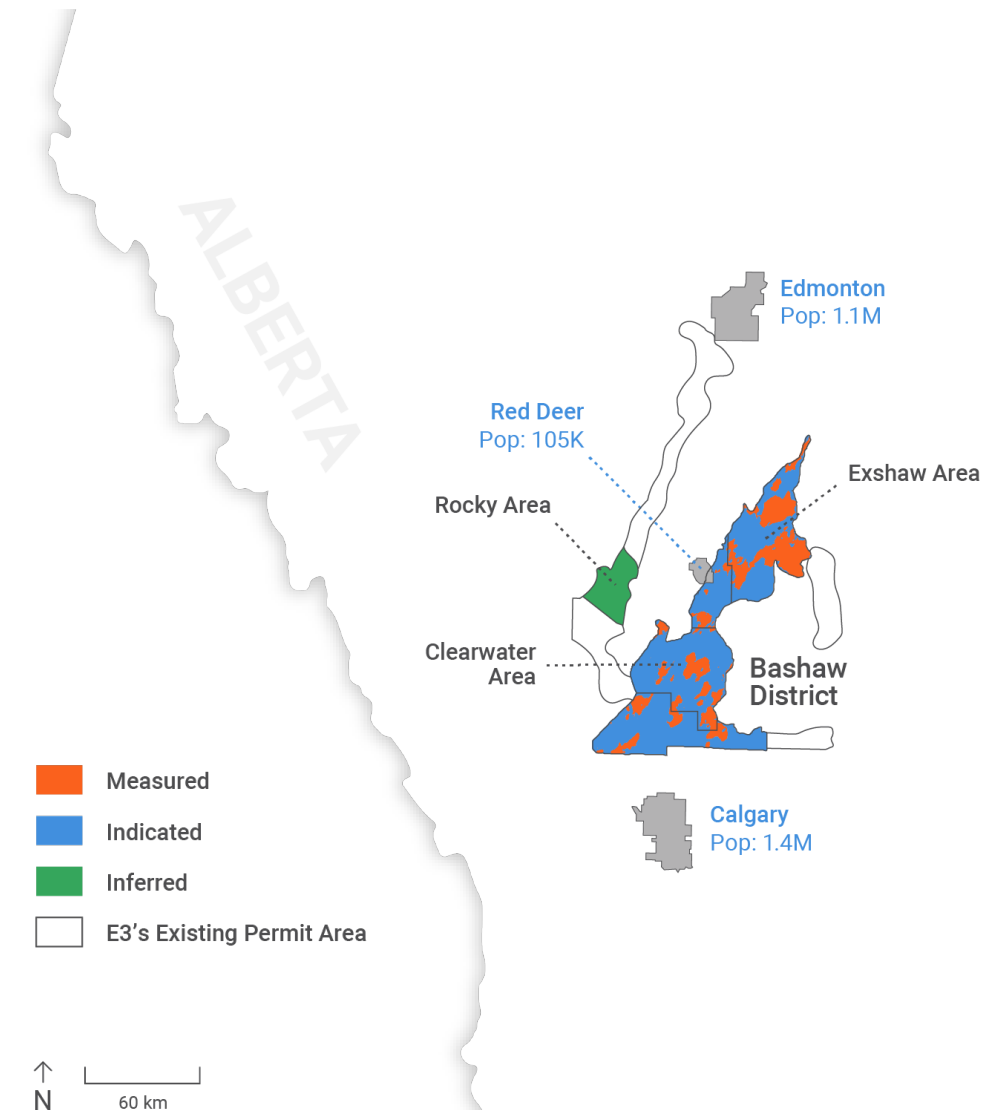 ALBERTA
Edmonton
Pop: 1.1M
Red Deer
Pop: 105K
Exshaw Area
Rocky Area
Clearwater
Area
Bashaw
District
Measured
Indicated
Inferred
E3’s Existing Permit Area
Calgary
Pop: 1.4M
N
60 km